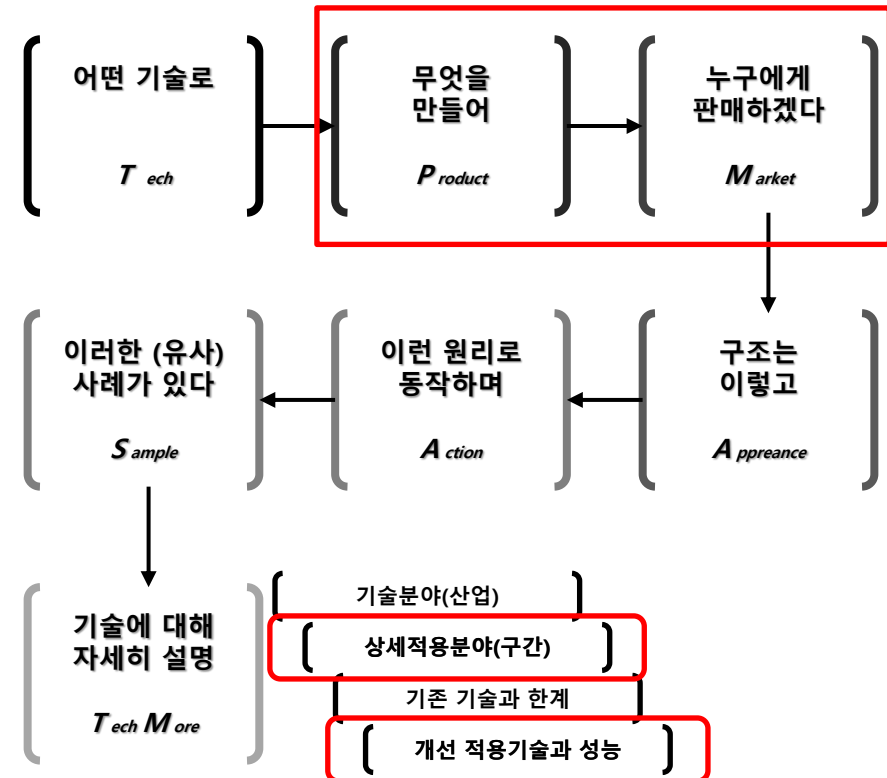 어떤 기술로
T ech
무엇을
만들어
P roduct
누구에게
판매하겠다
M arket
구조는
이렇고
A ppreance
이런 원리로
동작하며
A ction
이러한 (유사)
사례가 있다
S ample
기술에 대해
자세히 설명
T ech M ore
기술분야(산업)
상세적용분야(구간)
기존 기술과 한계
개선 적용기술과 성능